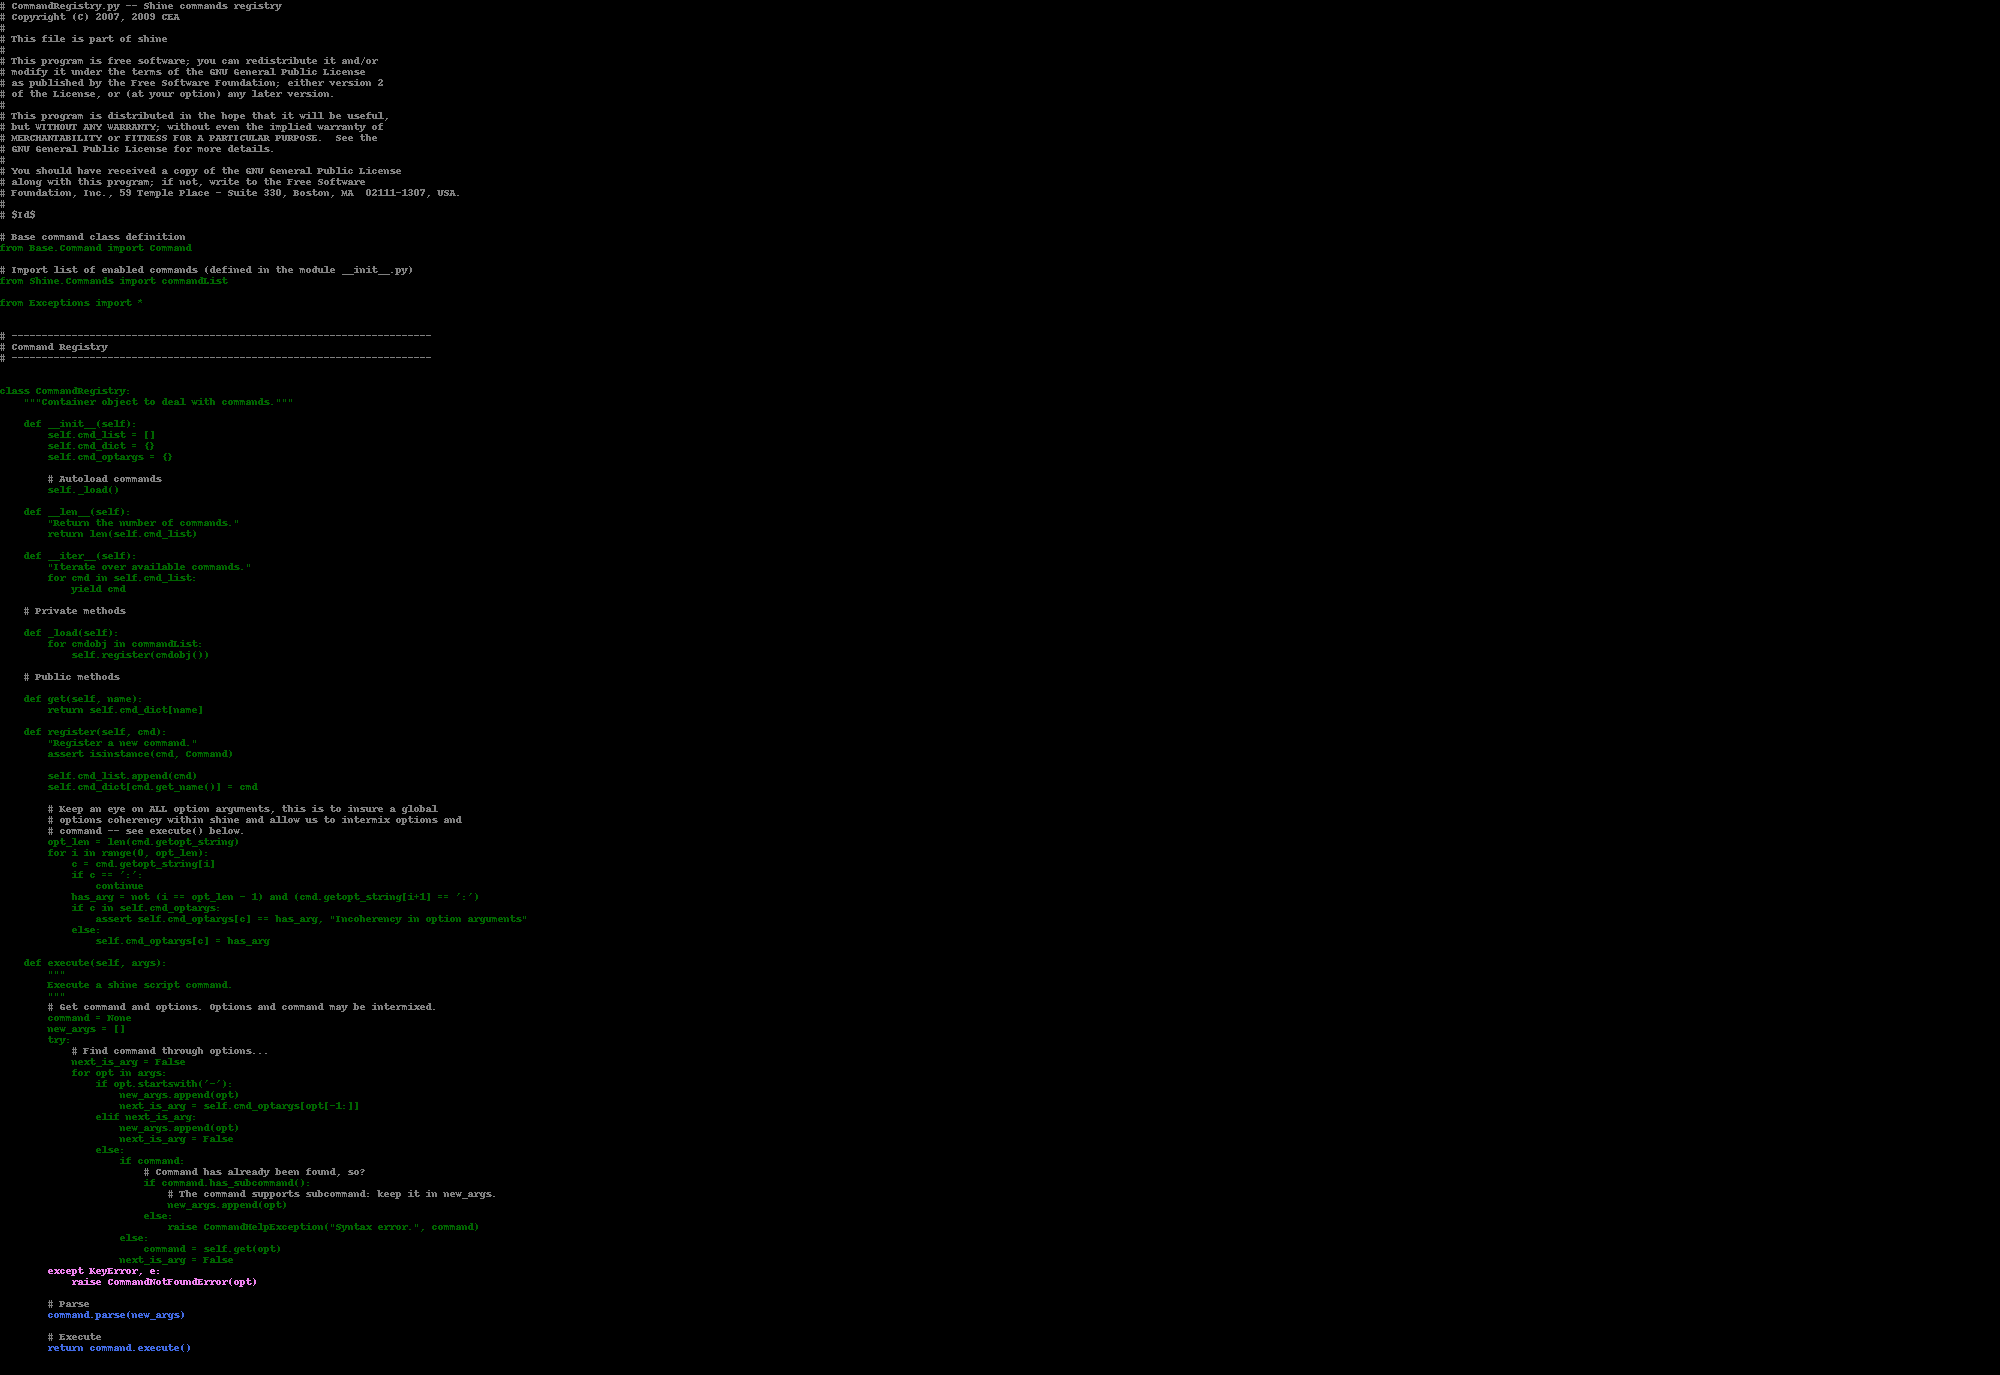 # CommandRegistry.py -- Shine commands registry
# Copyright (C) 2007, 2009 CEA
#
# This file is part of shine
#
# This program is free software; you can redistribute it and/or
# modify it under the terms of the GNU General Public License
# as published by the Free Software Foundation; either version 2
# of the License, or (at your option) any later version.
#
# This program is distributed in the hope that it will be useful,
# but WITHOUT ANY WARRANTY; without even the implied warranty of
# MERCHANTABILITY or FITNESS FOR A PARTICULAR PURPOSE.  See the
# GNU General Public License for more details.
#
# You should have received a copy of the GNU General Public License
# along with this program; if not, write to the Free Software
# Foundation, Inc., 59 Temple Place - Suite 330, Boston, MA  02111-1307, USA.
#
# $Id$

# Base command class definition
from Base.Command import Command

# Import list of enabled commands (defined in the module __init__.py)
from Shine.Commands import commandList

from Exceptions import *


# ----------------------------------------------------------------------
# Command Registry
# ----------------------------------------------------------------------


class CommandRegistry:
    """Container object to deal with commands."""

    def __init__(self):
        self.cmd_list = []
        self.cmd_dict = {}
        self.cmd_optargs = {}

        # Autoload commands
        self._load()

    def __len__(self):
        "Return the number of commands."
        return len(self.cmd_list)

    def __iter__(self):
        "Iterate over available commands."
        for cmd in self.cmd_list:
            yield cmd

    # Private methods

    def _load(self):
        for cmdobj in commandList:
            self.register(cmdobj())

    # Public methods

    def get(self, name):
        return self.cmd_dict[name]

    def register(self, cmd):
        "Register a new command."
        assert isinstance(cmd, Command)

        self.cmd_list.append(cmd)
        self.cmd_dict[cmd.get_name()] = cmd

        # Keep an eye on ALL option arguments, this is to insure a global
        # options coherency within shine and allow us to intermix options and
        # command -- see execute() below.
        opt_len = len(cmd.getopt_string)
        for i in range(0, opt_len):
            c = cmd.getopt_string[i]
            if c == ':':
                continue
            has_arg = not (i == opt_len - 1) and (cmd.getopt_string[i+1] == ':')
            if c in self.cmd_optargs:
                assert self.cmd_optargs[c] == has_arg, "Incoherency in option arguments"
            else:
                self.cmd_optargs[c] = has_arg

    def execute(self, args):
        """
        Execute a shine script command.
        """
        # Get command and options. Options and command may be intermixed.
        command = None
        new_args = []
        try:
            # Find command through options...
            next_is_arg = False
            for opt in args:
                if opt.startswith('-'):
                    new_args.append(opt)
                    next_is_arg = self.cmd_optargs[opt[-1:]]
                elif next_is_arg:
                    new_args.append(opt)
                    next_is_arg = False
                else:
                    if command:
                        # Command has already been found, so?
                        if command.has_subcommand():
                            # The command supports subcommand: keep it in new_args.
                            new_args.append(opt)
                        else:
                            raise CommandHelpException("Syntax error.", command)
                    else:
                        command = self.get(opt)
                    next_is_arg = False
        except KeyError, e:
            raise CommandNotFoundError(opt)

        # Parse
        command.parse(new_args)

        # Execute
        return command.execute()